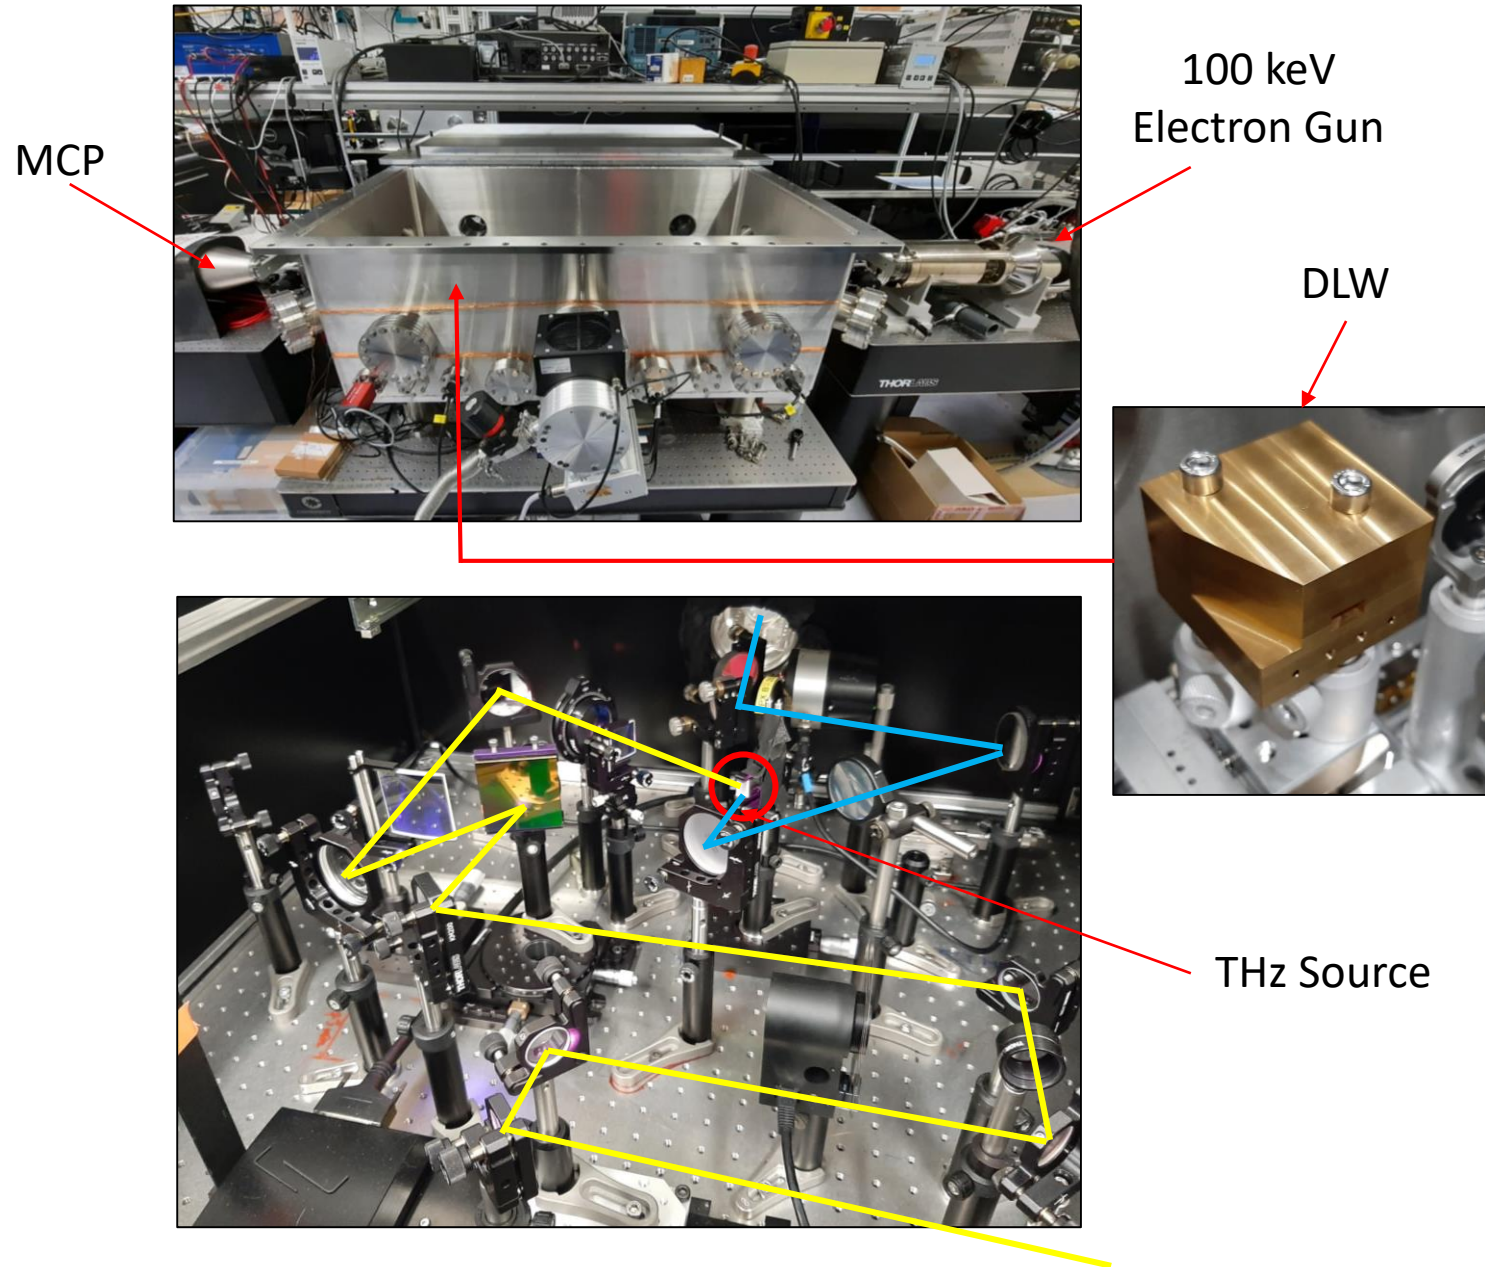 100 keV
Electron Gun
MCP
DLW
THORLABS
THz Source